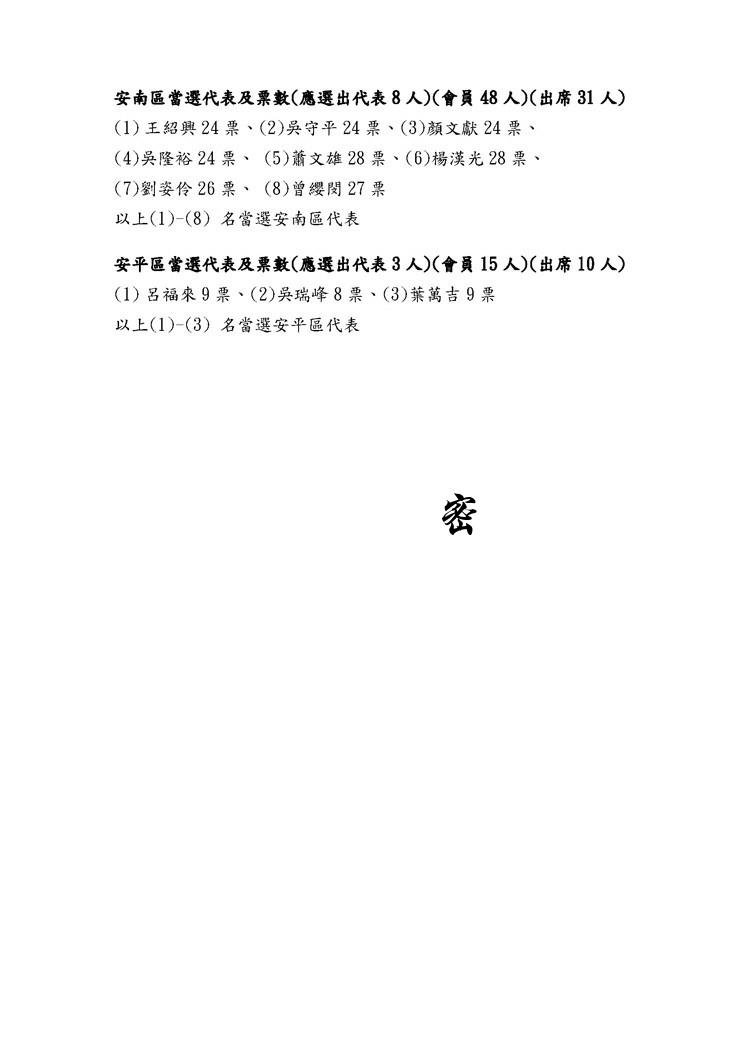 安南區當選代表及票數(應選出代表 8 人)(會員 48 人)(出席 31 人)
(1) 王紹興 24 票、(2)吳守平 24 票、(3)顏文獻 24 票、
(4)吳隆裕 24 票、 (5)蕭文雄 28 票、(6)楊漢光 28 票、
(7)劉姿伶 26 票、 (8)曾纓閔 27 票
以上(1)-(8) 名當選安南區代表
安平區當選代表及票數(應選出代表 3 人)(會員 15 人)(出席 10 人)
(1) 呂福來 9 票、(2)吳瑞峰 8 票、(3)葉萬吉 9 票
以上(1)-(3) 名當選安平區代表
密